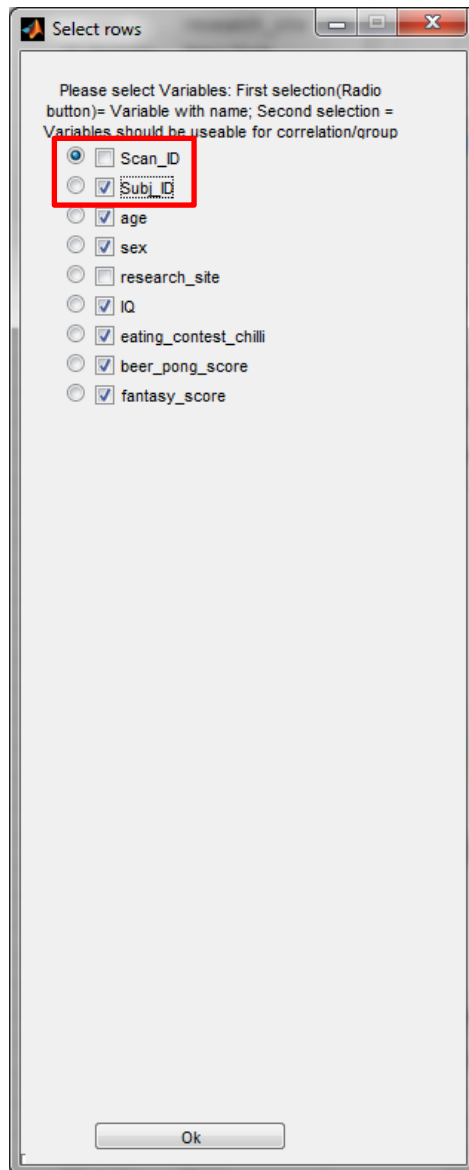 Select rows
Please select Variables: First selection(Radio
button)= Variable with name; Second selection =
Variables should be useable for correlation/group
Scan_ID
Subj_ID
age
sex
research_site
IQ
eating_contest_chilli
beer_pong_score
fantasy_score
Ok